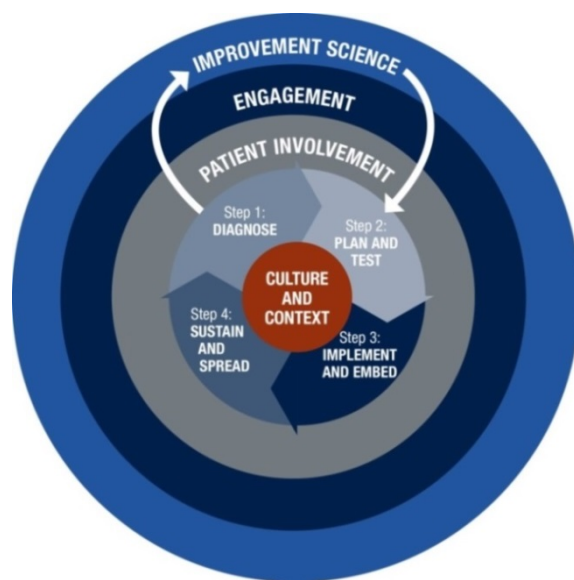 IMPROVEMENT SCIENCE
ENGAGEMENT
PATIENT INVOLVEMENT
Step 1:
DIAGNOSE
Step 2:
PLAN AND
TEST
CULTURE
AND
CONTEXT
Step 4:
SUSTAIN
AND
SPREAD
Step 3:
IMPLEMENT
AND EMBED